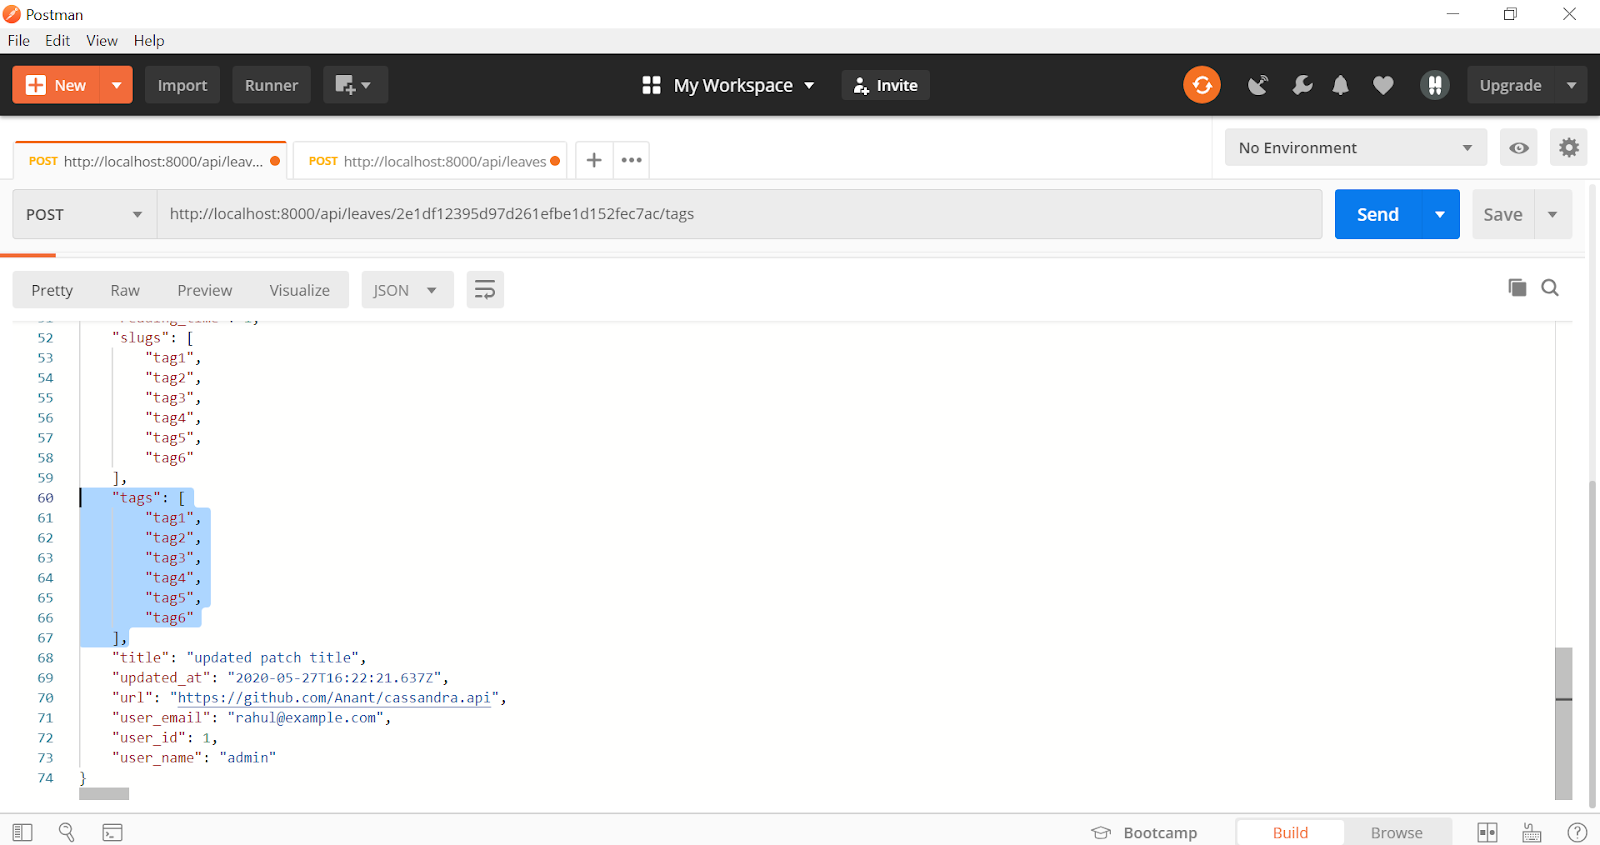 Postman
File Edit View Help
New Import Runner My Workspace Invite Upgrade
POST http://localhost:8000/api/leav... POST http://localhost:8000/api/leaves + ••• No Environment
POST http://localhost:8000/api/leaves/2e1df12395d97d261efbe1d152fec7ac/tags Send Save
Pretty Raw Preview Visualize JSON
52 "slugs": [
53 "tag1",
54 "tag2",
55 "tag3",
56 "tag4",
57 "tag5",
58 "tag6"
59 ],
60 "tags": [
61 "tag1",
62 "tag2",
63 "tag3",
64 "tag4",
65 "tag5",
66 "tag6"
67 ],
68 "title": "updated patch title",
69 "updated_at": "2020-05-27T16:22:21.637Z",
70 "url": "https://github.com/Anant/cassandra.api",
71 "user_email": "rahul@example.com",
72 "user_id": 1,
73 "user_name": "admin"
74 }
Bootcamp Build Browse